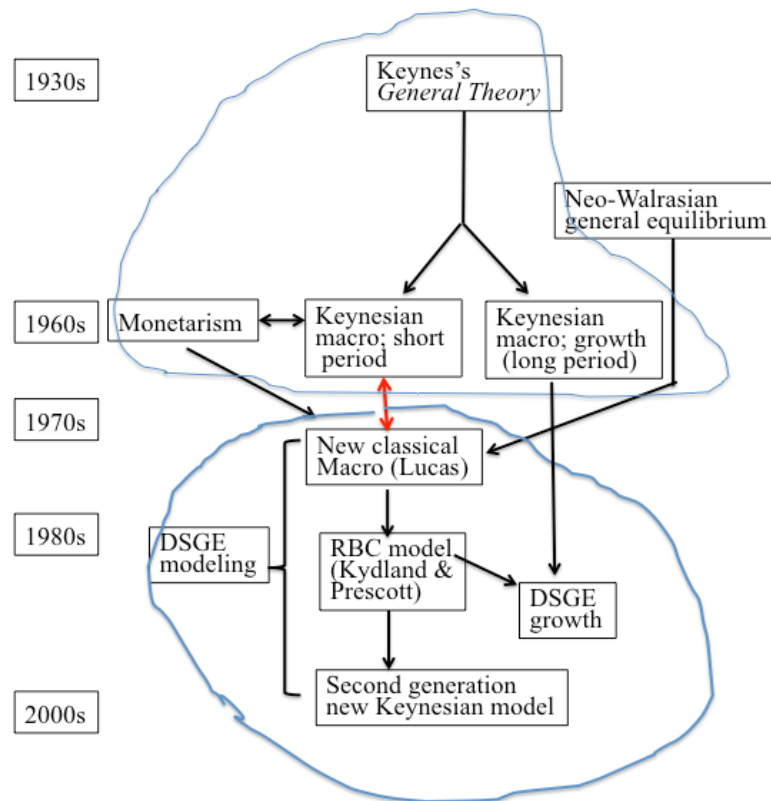 1930s
Keynes's
General Theory
Neo-Walrasian
general equilibrium
1960s
Monetarism
Keynesian
macro; short
period
Keynesian
macro; growth
(long period)
1970s
New classical
Macro (Lucas)
1980s
DSGE
modeling
RBC model
(Kydland &
Prescott)
DSGE
growth
Second generation
new Keynesian model
2000s